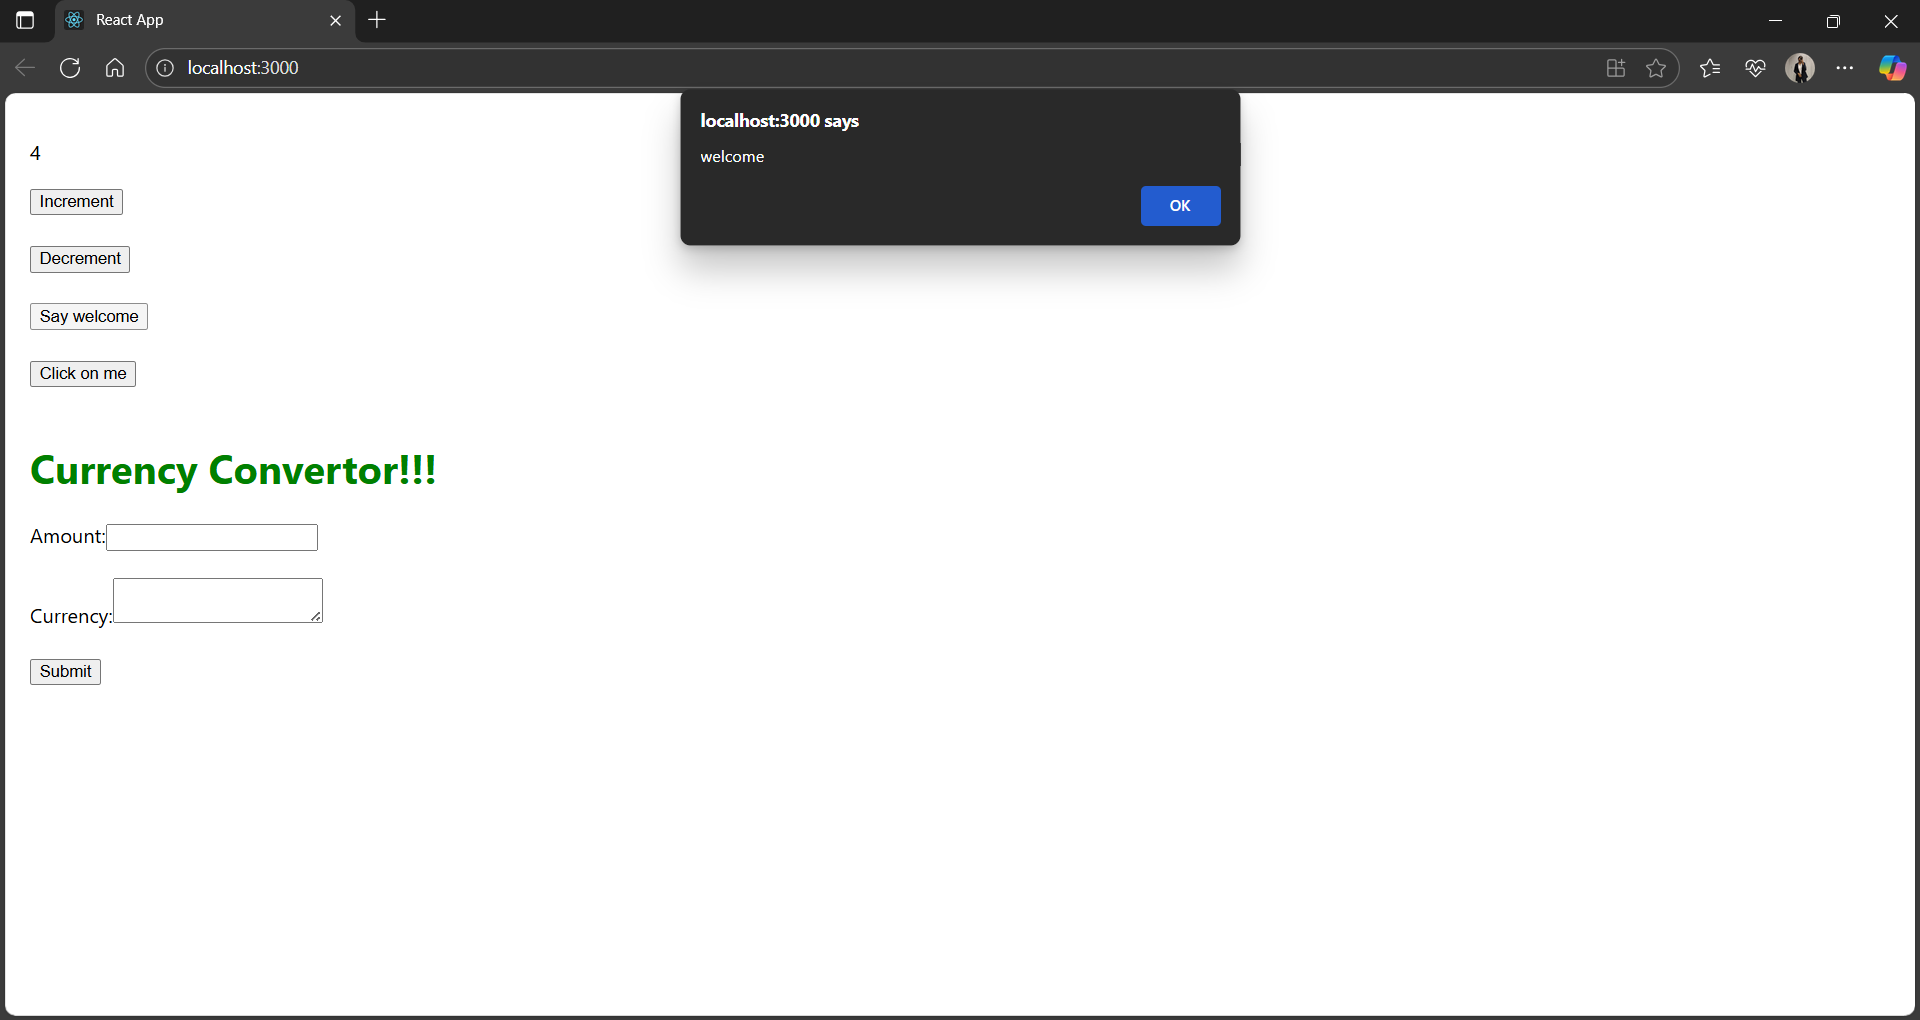 React App
localhost:3000
localhost:3000 says
welcome
OK
4
Increment
Decrement
Say welcome
Click on me
Currency Convertor!!!
Amount:
Currency:
Submit